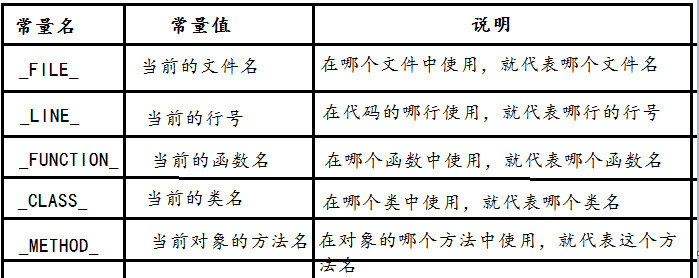 常量名 常量值 说明
_FILE_ 当前的文件名 在哪个文件中使用，就代表哪个文件名
_LINE_ 当前的行号 在代码的哪行使用，就代表哪行的行号
_FUNCTION_ 当前的函数名 在哪个函数中使用，就代表哪个函数名
_CLASS_ 当前的类名 在哪个类中使用，就代表哪个类名
_METHOD_ 当前对象的方法名 在对象的哪个方法中使用，就代表这个方
法名